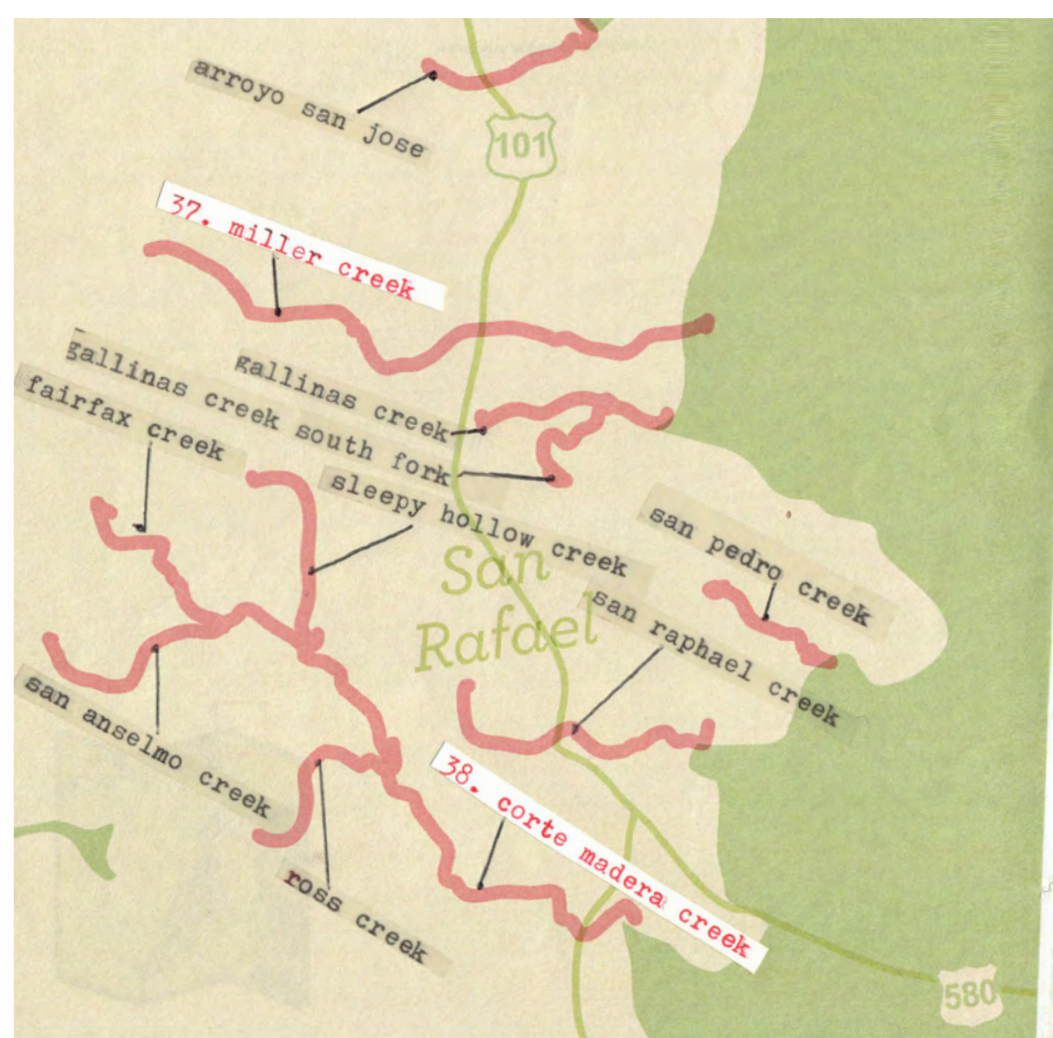 arroyo san jose
101
37. miller creek
gallinas creek
gallinas creek south fork
fairfax creek
sleepy hollow creek
san pedro creek
San
Rafael
san raphael creek
san anselmo creek
38. corte madera creek
ross creek
580